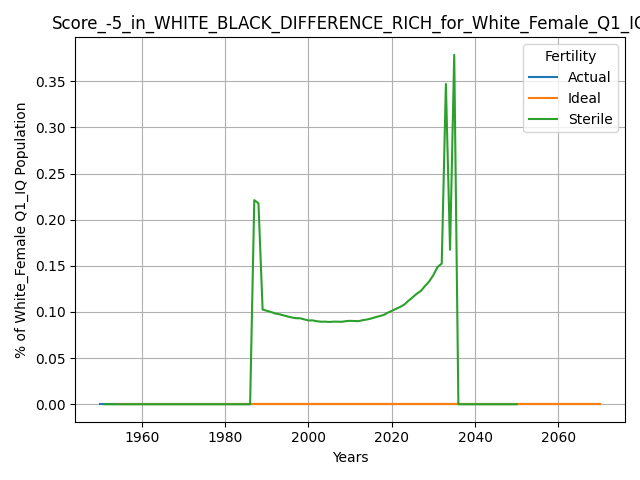 Score_-5_in_WHITE_BLACK_DIFFERENCE_RICH_for_White_Female_Q1_IQ
Fertility
Actual
Ideal
Sterile
% of White_Female Q1_IQ Population
0.35
0.30
0.25
0.20
0.15
0.10
0.05
0.00
1960 1980 2000 2020 2040 2060
Years